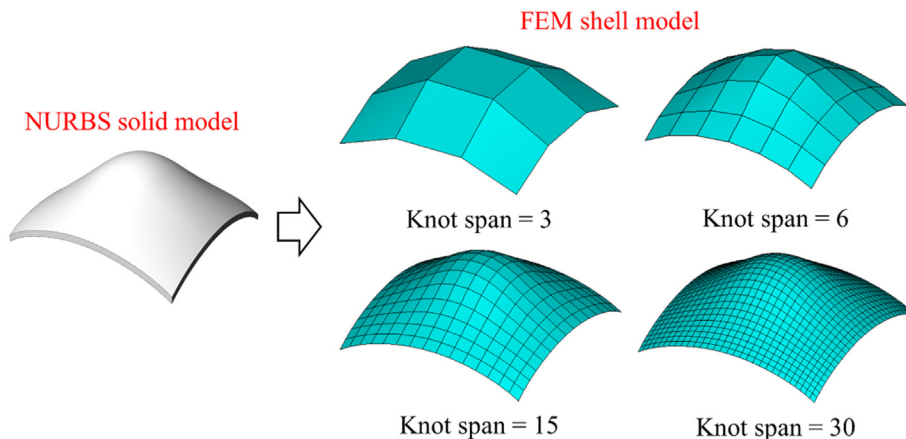 FEM shell model
NURBS solid model
Knot span = 3
Knot span = 6
Knot span = 15
Knot span = 30